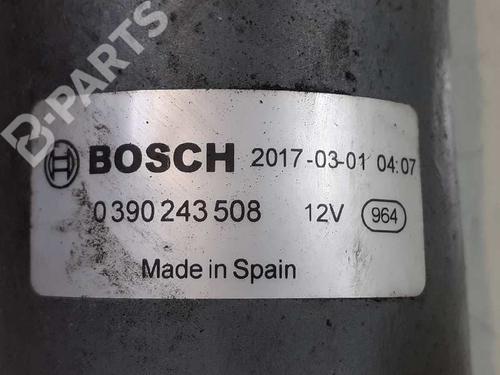 B-PARTS
BOSCH 2017-03-01 04:07
0 390 243 508 12V 964
Made in Spain